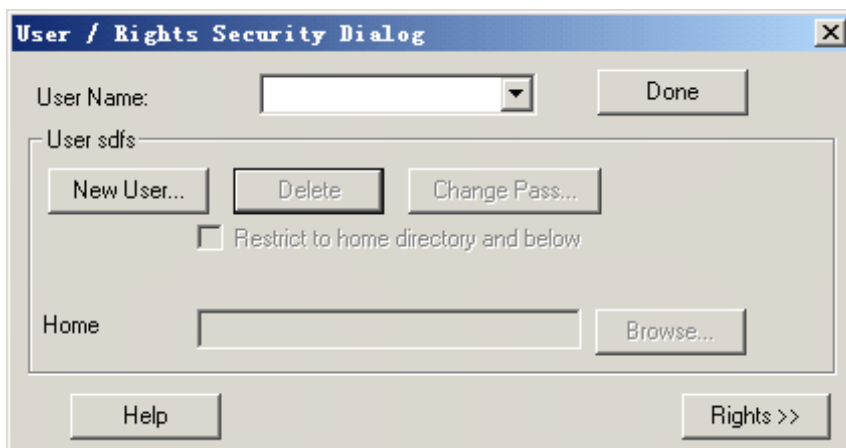 User / Rights Security Dialog
User Name:
Done
User sdfs
New User...
Delete
Change Pass...
Restrict to home directory and below
Home
Browse...
Help
Rights >>